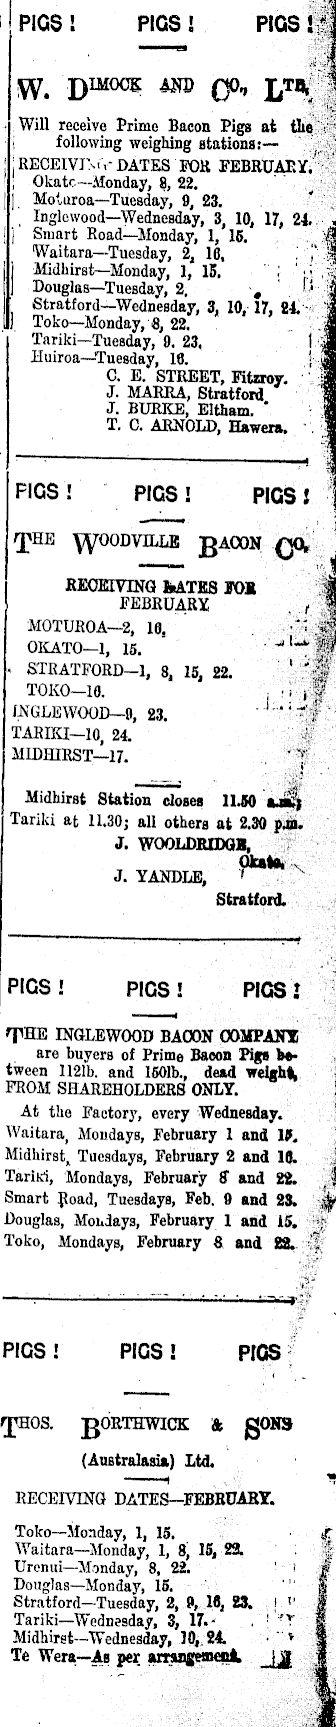 PIGS! PIGS! PIGS!
W. DIMOCK AND CO., LTD.
Will receive Prime Bacon Pigs at the
following weighing stations:—
RECEIVING DATES FOR FEBRUARY.
Okato—Monday, 8, 22.
Moturoa—Tuesday, 9, 23.
Inglewood—Wednesday, 3, 10, 17, 24.
Smart Road—Monday, 1, 15.
Waitara—Tuesday, 2, 16.
Midhirst—Monday, 1, 15.
Douglas—Tuesday, 2.
Stratford—Wednesday, 3, 10, 17, 24.
Toko—Monday, 8, 22.
Tariki—Tuesday, 9. 23.
Huiroa—Tuesday, 16.
C. E. STREET, Fitzroy.
J. MARRA, Stratford.
J. BURKE, Eltham.
T. C. ARNOLD, Hawera.
PIGS! PIGS! PIGS!
THE WOODVILLE BACON CO.
RECEIVING DATES FOR
FEBRUARY.
MOTUROA—2, 16.
OKATO—1, 15.
STRATFORD—1, 8, 15, 22.
TOKO—16.
INGLEWOOD—9, 23.
TARIKI—10, 24.
MIDHIRST—17.
Midhirst Station closes 11.50 a.m.;
Tariki at 11.30; all others at 2.30 p.m.
J. WOOLDRIDGE,
Okato,
J. YANDLE,
Stratford.
PIGS! PIGS! PIGS!
THE INGLEWOOD BACON COMPANY
are buyers of Prime Bacon Pigs be-
tween 112lb. and 150lb., dead weight,
FROM SHAREHOLDERS ONLY.
At the Factory, every Wednesday.
Waitara, Mondays, February 1 and 15.
Midhirst, Tuesdays, February 2 and 16.
Tariki, Mondays, February 8 and 22.
Smart Road, Tuesdays, Feb. 9 and 23.
Douglas, Mondays, February 1 and 15.
Toko, Mondays, February 8 and 22.
PIGS! PIGS! PIGS
THOS. BORTHWICK & SONS
(Australasia) Ltd.
RECEIVING DATES—FEBRUARY.
Toko—Monday, 1, 15.
Waitara—Monday, 1, 8, 15, 22.
Urenui—Monday, 8, 22.
Douglas—Monday, 15.
Stratford—Tuesday, 2, 9, 16, 23.
Tariki—Wednesday, 3, 17.
Midhirst—Wednesday, 10, 24.
Te Wera—As per arrangement.